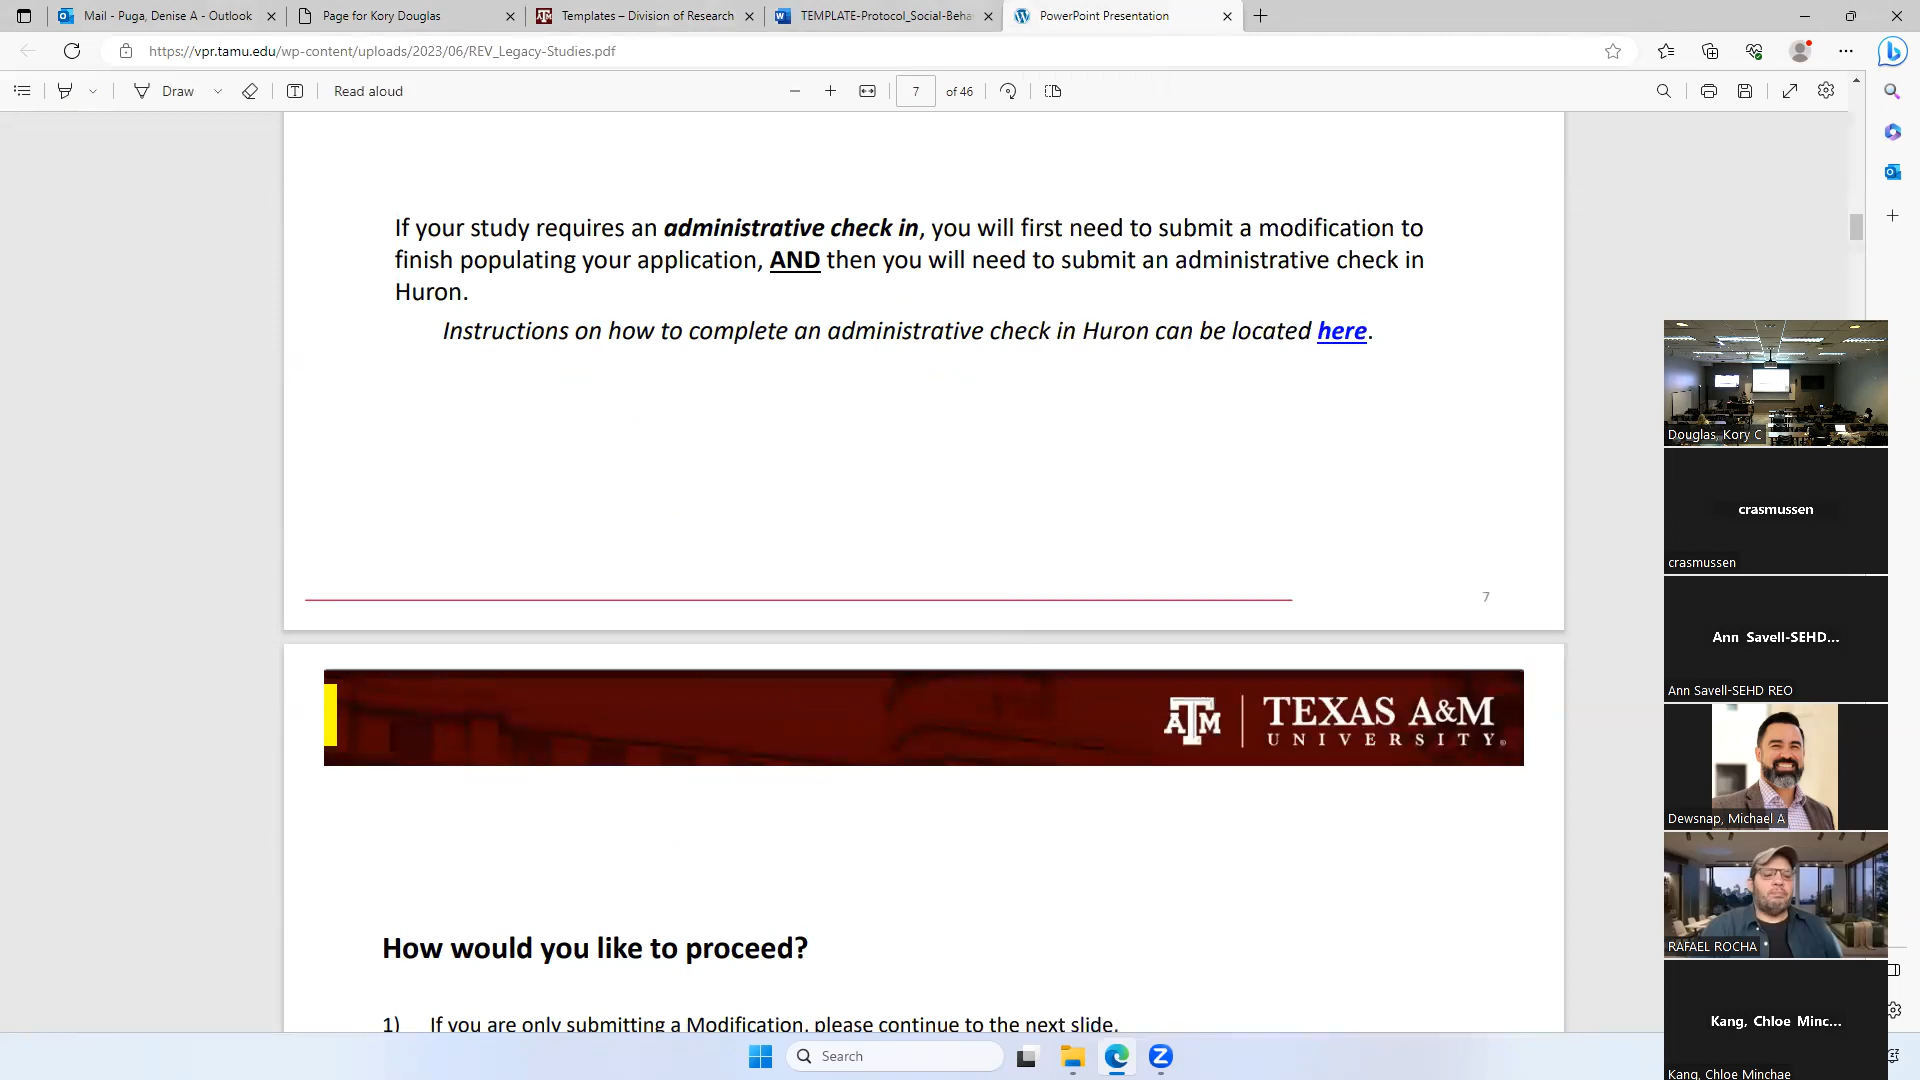 Mail - Puga, Denise A - Outlook
Page for Kory Douglas
Templates – Division of Research
TEMPLATE-Protocol_Social-Beha
PowerPoint Presentation
https://vpr.tamu.edu/wp-content/uploads/2023/06/REV_Legacy-Studies.pdf
Draw
Read aloud
7
of 46
If your study requires an administrative check in, you will first need to submit a modification to
finish populating your application, AND then you will need to submit an administrative check in
Huron.
Instructions on how to complete an administrative check in Huron can be located here.
7
ATM
TEXAS A&M
UNIVERSITY®
How would you like to proceed?
1) If you are only submitting a Modification, please continue to the next slide.
Douglas, Kory C
crasmussen
crasmussen
Ann Savell-SEHD...
Ann Savell-SEHD REO
Dewsnap, Michael A
RAFAEL ROCHA
Kang, Chloe Minc...
Kang, Chloe Minchae
Search